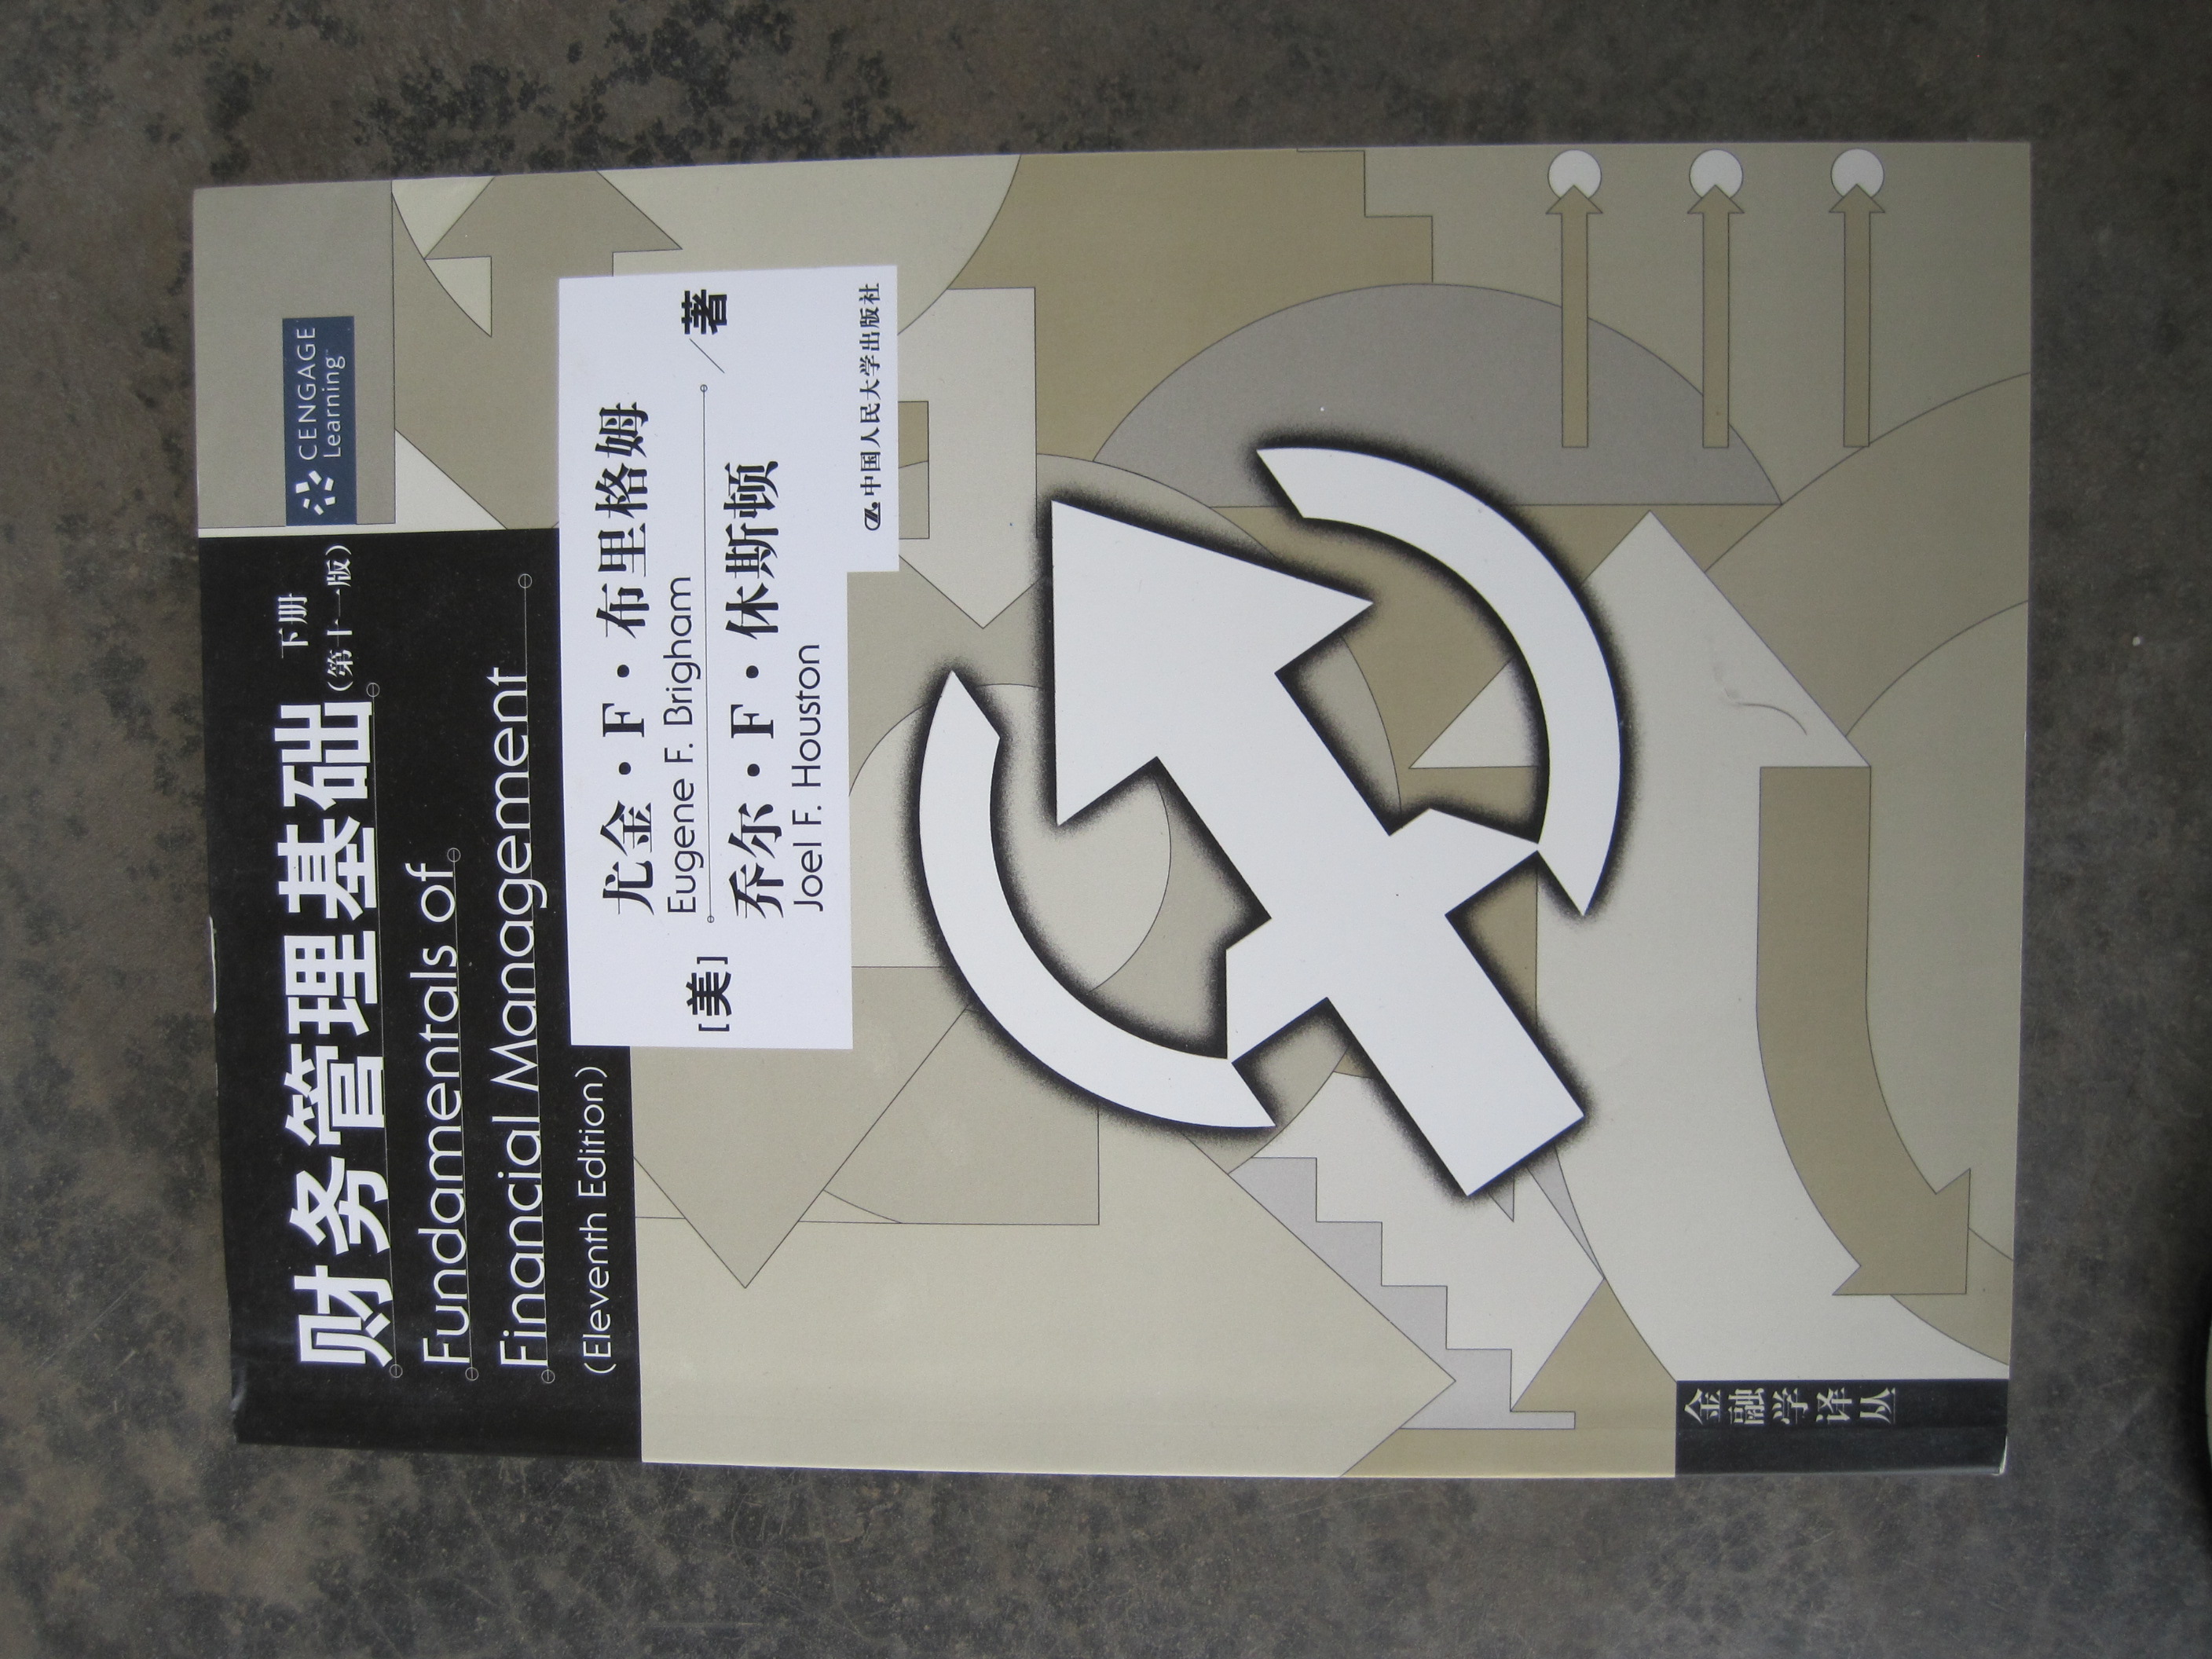 CENGAGE
Learning
财务管理基础
下册
(第十一版)
Fundamentals of
Financial Management
(Eleventh Edition)
[美]
尤金·F·布里格姆
Eugene F. Brigham
乔尔·F·休斯顿
Joel F. Houston
/著
中国人民大学出版社
金融学译丛